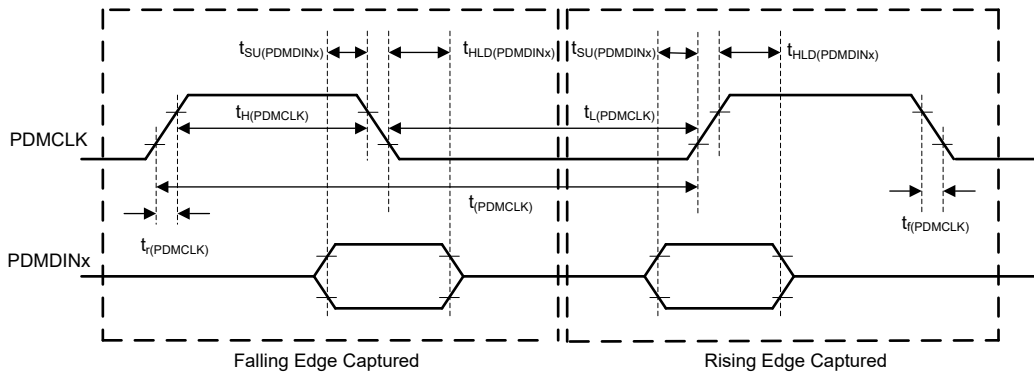 tSU(PDMDINx)
tHLD(PDMDINx)
tSU(PDMDINx)
tHLD(PDMDINx)
tH(PDMCLK)
tL(PDMCLK)
PDMCLK
t(PDMCLK)
tr(PDMCLK)
tf(PDMCLK)
PDMDINx
Falling Edge Captured
Rising Edge Captured